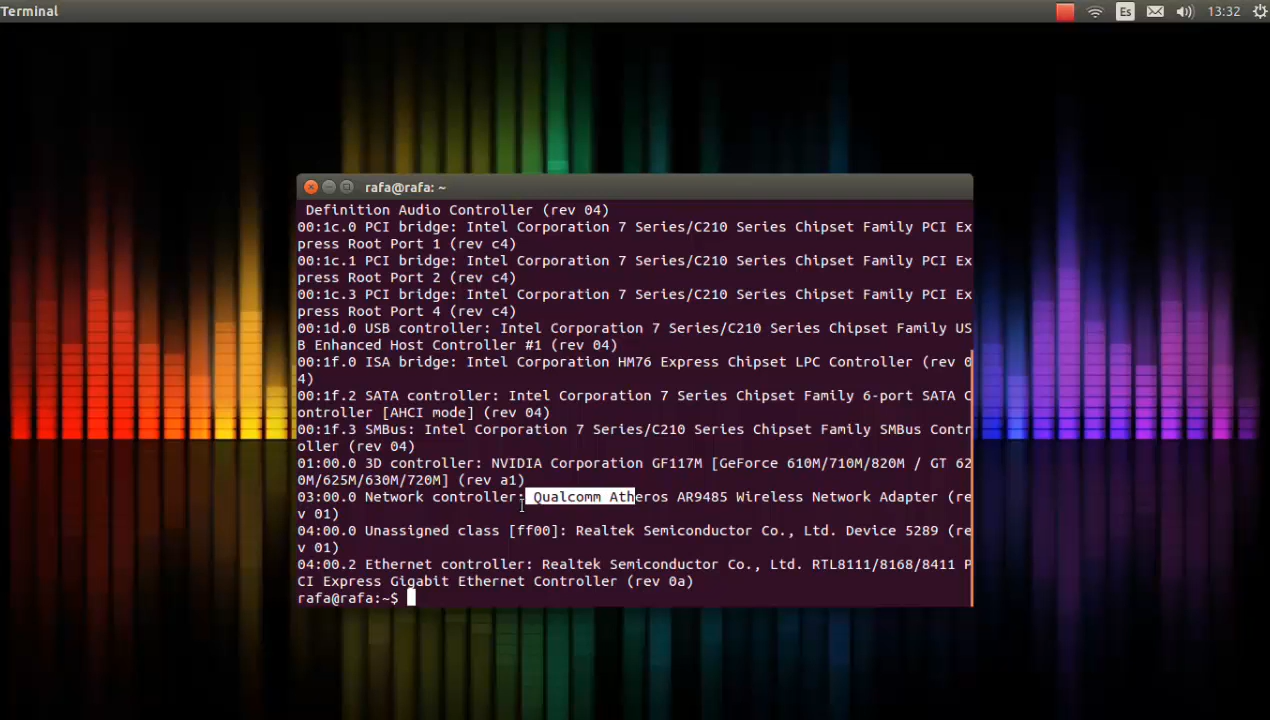 Terminal
Es
13:32
rafa@rafa: ~
Definition Audio Controller (rev 04)
00:1c.0 PCI bridge: Intel Corporation 7 Series/C210 Series Chipset Family PCI Ex
press Root Port 1 (rev c4)
00:1c.1 PCI bridge: Intel Corporation 7 Series/C210 Series Chipset Family PCI Ex
press Root Port 2 (rev c4)
00:1c.3 PCI bridge: Intel Corporation 7 Series/C210 Series Chipset Family PCI Ex
press Root Port 4 (rev c4)
00:1d.0 USB controller: Intel Corporation 7 Series/C210 Series Chipset Family US
B Enhanced Host Controller #1 (rev 04)
00:1f.0 ISA bridge: Intel Corporation HM76 Express Chipset LPC Controller (rev 0
4)
00:1f.2 SATA controller: Intel Corporation 7 Series Chipset Family 6-port SATA C
ontroller [AHCI mode] (rev 04)
00:1f.3 SMBus: Intel Corporation 7 Series/C210 Series Chipset Family SMBus Contr
oller (rev 04)
01:00.0 3D controller: NVIDIA Corporation GF117M [GeForce 610M/710M/820M / GT 62
0M/625M/630M/720M] (rev a1)
03:00.0 Network controller: Qualcomm Atheros AR9485 Wireless Network Adapter (re
v 01)
04:00.0 Unassigned class [ff00]: Realtek Semiconductor Co., Ltd. Device 5289 (re
v 01)
04:00.2 Ethernet controller: Realtek Semiconductor Co., Ltd. RTL8111/8168/8411 P
CI Express Gigabit Ethernet Controller (rev 0a)
rafa@rafa:~$